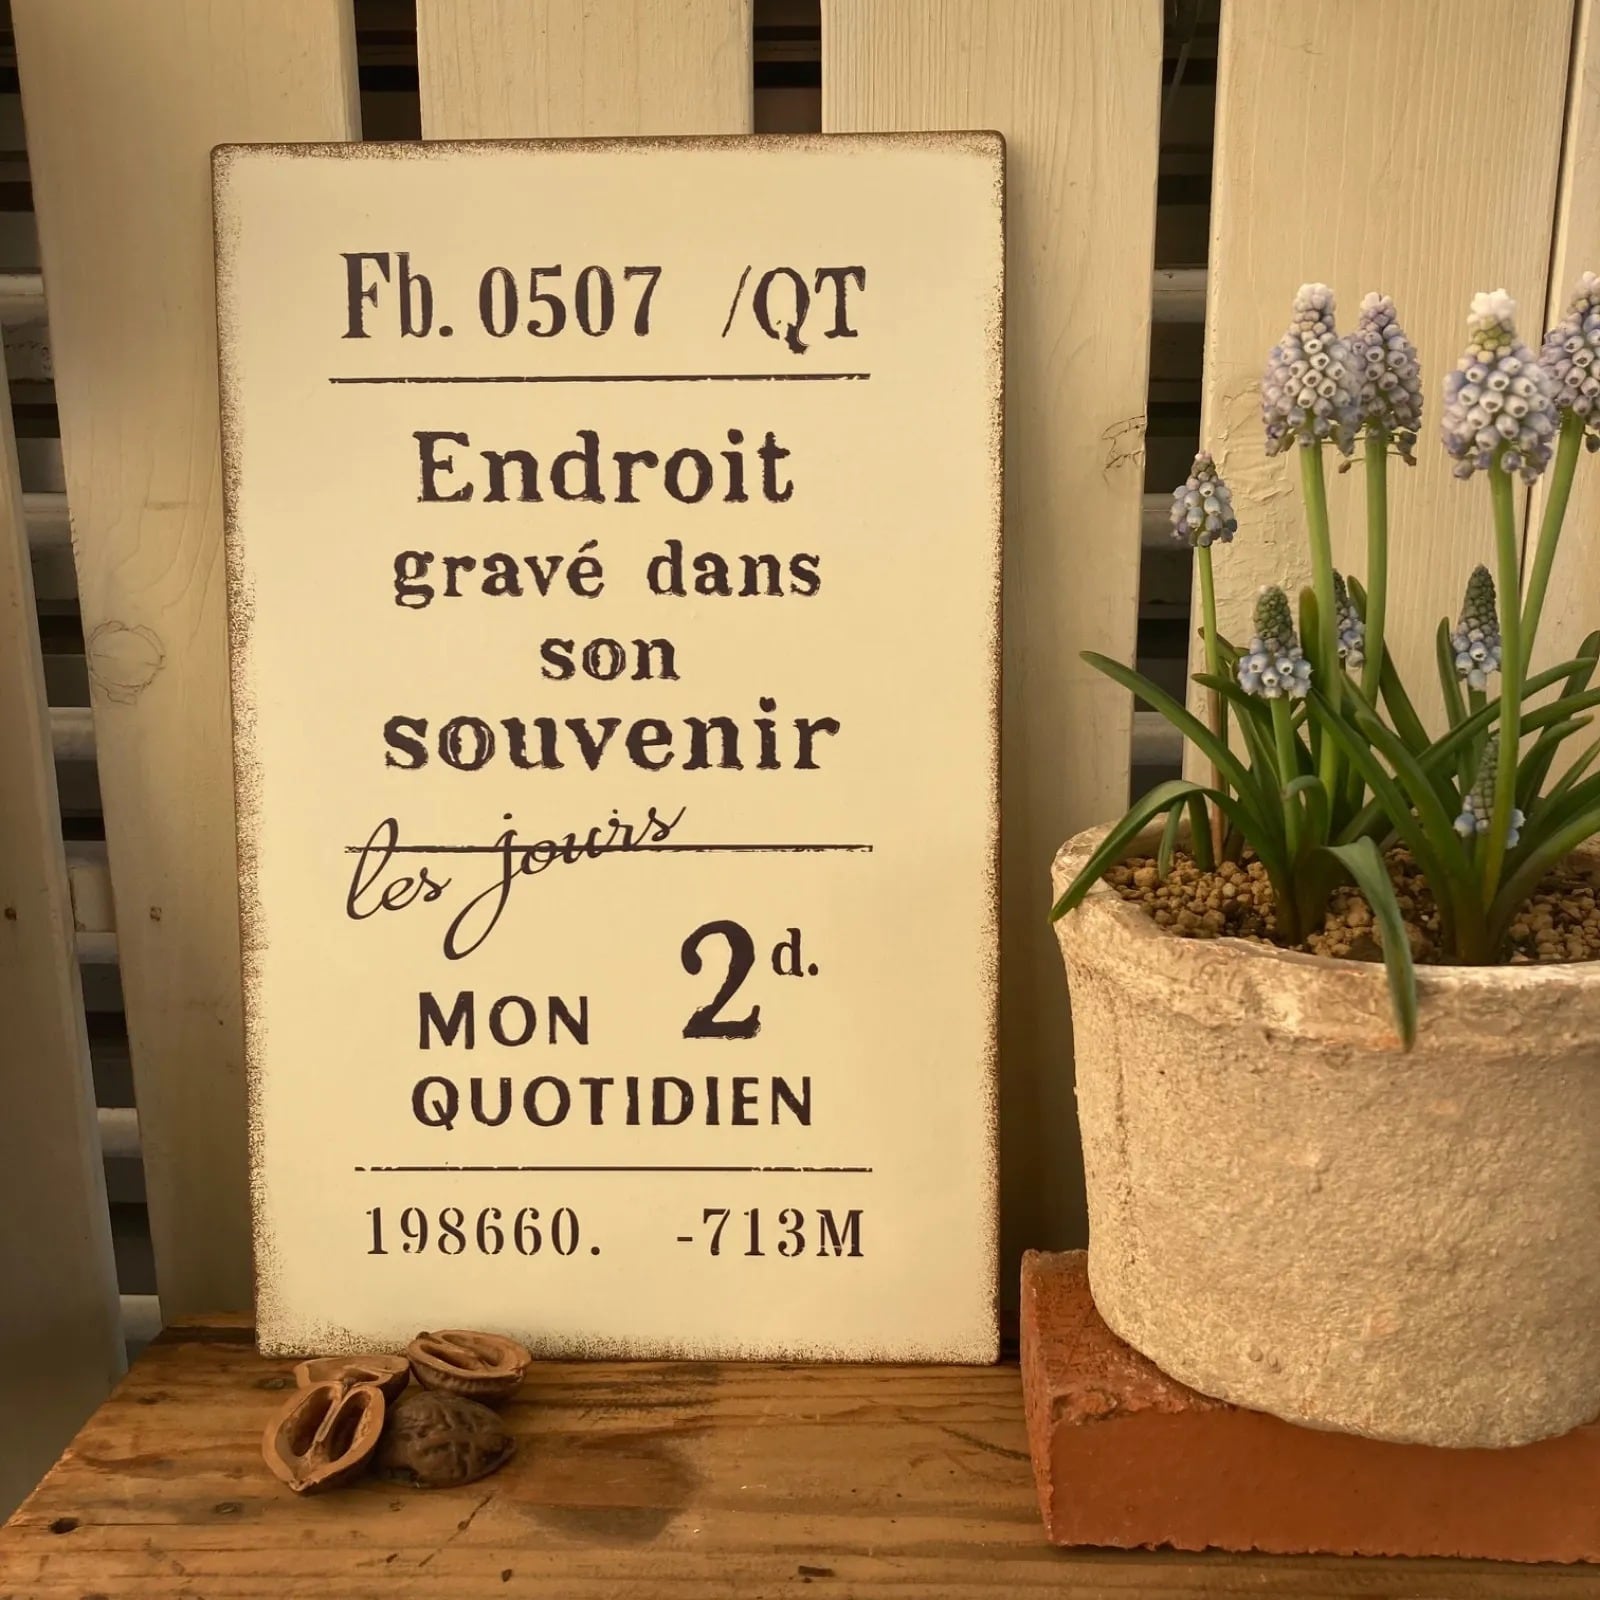 Fb. 0507 /QT
Endroit
gravé dans
son
souvenir
les jours
MON 2d.
QUOTIDIEN
198660. -713M